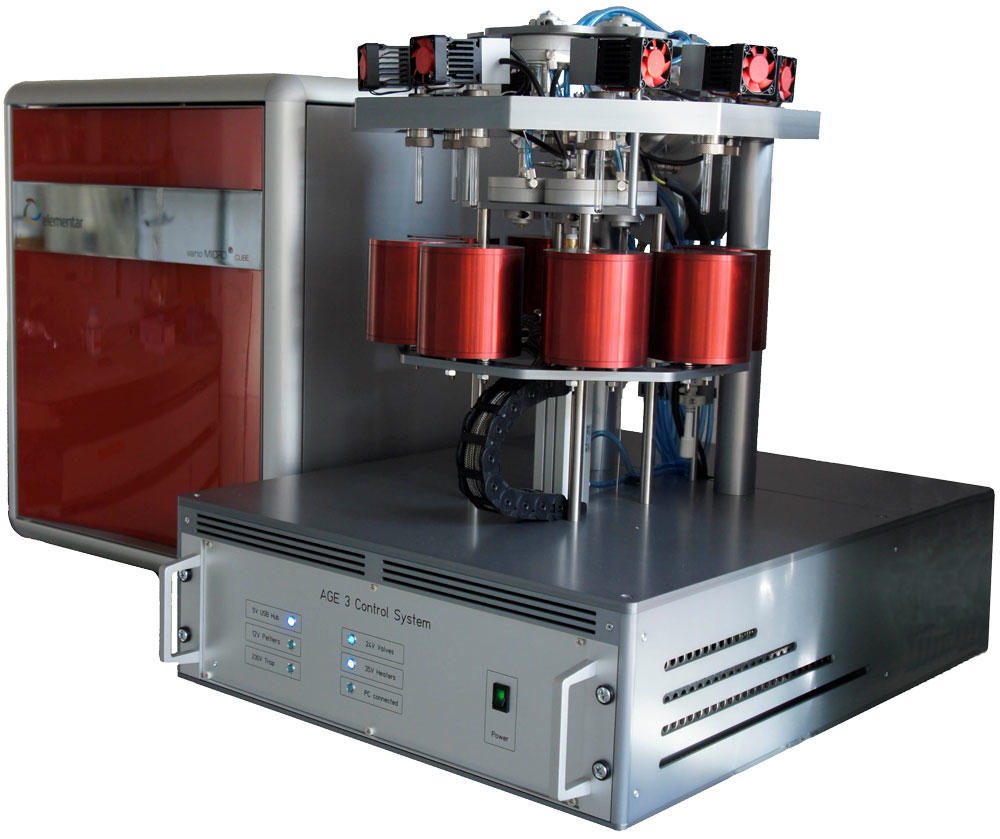 elementar
vario MICRO CUBE
AGE 3 Control System
5V USB Hub
12V Peltiers
230V Trap
24V Valves
35V Heaters
PC connected
Power